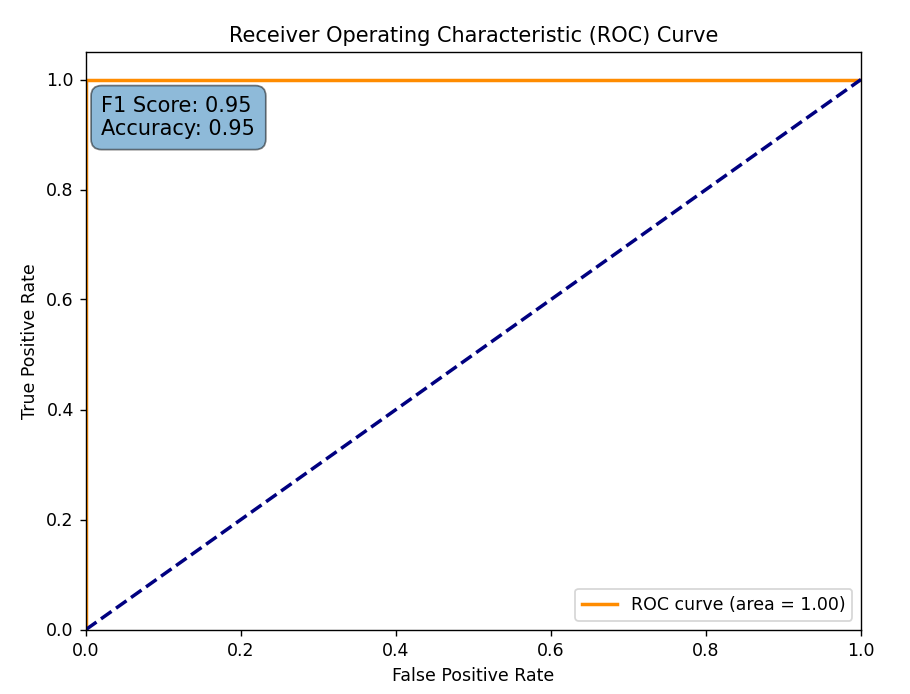 Receiver Operating Characteristic (ROC) Curve
1.0
F1 Score: 0.95
Accuracy: 0.95
0.8
0.6
0.4
0.2
0.0
True Positive Rate
ROC curve (area = 1.00)
0.0 0.2 0.4 0.6 0.8 1.0
False Positive Rate